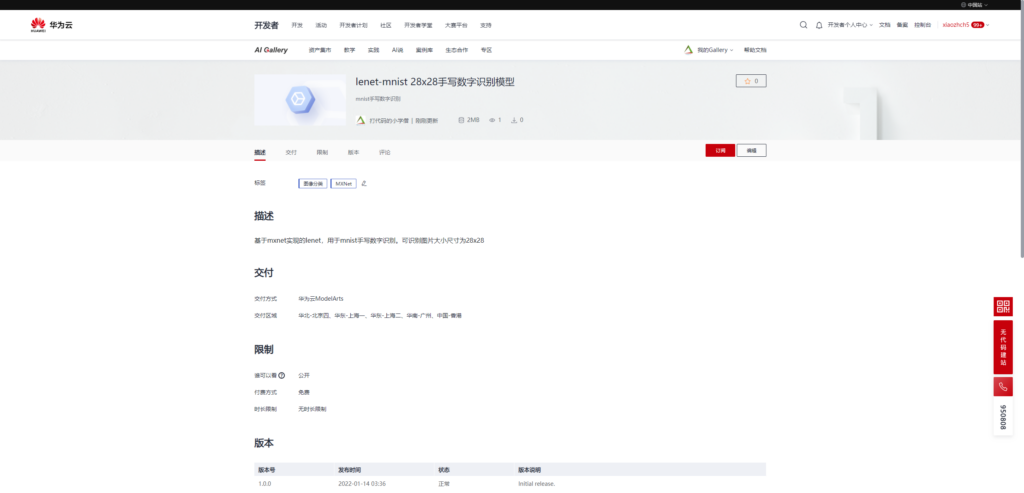 中国站
HUAWEI 华为云 开发者 开发 活动 开发者计划 社区 开发者学堂 大赛平台 支持 开发者个人中心 文档 备案 控制台 xiaozhch5 99+
AI Gallery 资产集市 数字 实践 AI说 案例库 生态合作 专区 我的Gallery 帮助文档
lenet-mnist 28x28手写数字识别模型 0
mnist手写数字识别
打代码的小学僧 | 刚刚更新 2MB 1 0
描述 交付 限制 版本 评论 订阅 编辑
标签 图像分类 MXNet
描述
基于mxnet实现的lenet，用于mnist手写数字识别。可识别图片大小尺寸为28x28
交付
交付方式 华为云ModelArts
交付区域 华北-北京四、华东-上海一、华东-上海二、华南-广州、中国-香港
限制
谁可以看 公开
付费方式 免费
时长限制 无时长限制
版本
版本号 发布时间 状态 版本说明
1.0.0 2022-01-14 03:36 正常 Initial release.
无代码建站
950808